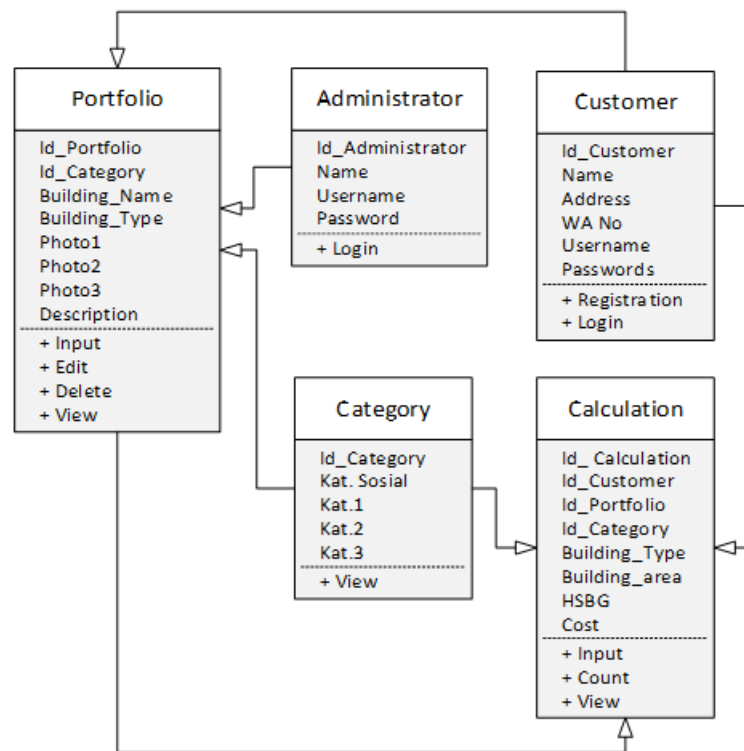 Portfolio
Id_Portfolio
Id_Category
Building_Name
Building_Type
Photo1
Photo2
Photo3
Description
+ Input
+ Edit
+ Delete
+ View
Administrator
Id_Administrator
Name
Username
Password
+ Login
Customer
Id_Customer
Name
Address
WA No
Username
Passwords
+ Registration
+ Login
Category
Id_Category
Kat. Sosial
Kat.1
Kat.2
Kat.3
+ View
Calculation
Id_ Calculation
Id_Customer
Id_Portfolio
Id_Category
Building_Type
Building_area
HSBG
Cost
+ Input
+ Count
+ View